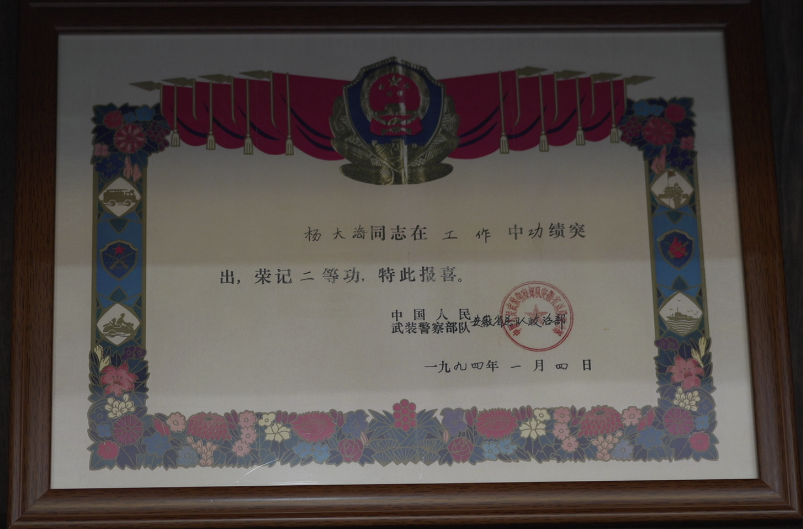 杨大海同志在 工 作 中功绩突
出，荣记二等功，特此报喜。
中国人民
武装警察部队安徽省总队政治部
一九九四年 一 月 四 日